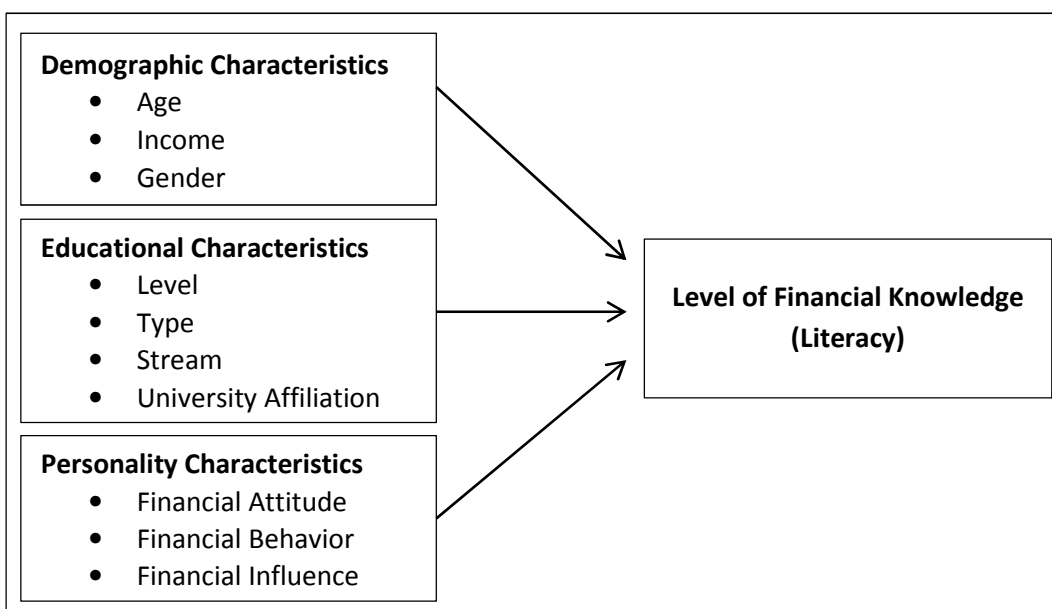 Demographic Characteristics
• Age
• Income
• Gender
Educational Characteristics
• Level
• Type
• Stream
• University Affiliation
Personality Characteristics
• Financial Attitude
• Financial Behavior
• Financial Influence
Level of Financial Knowledge
(Literacy)